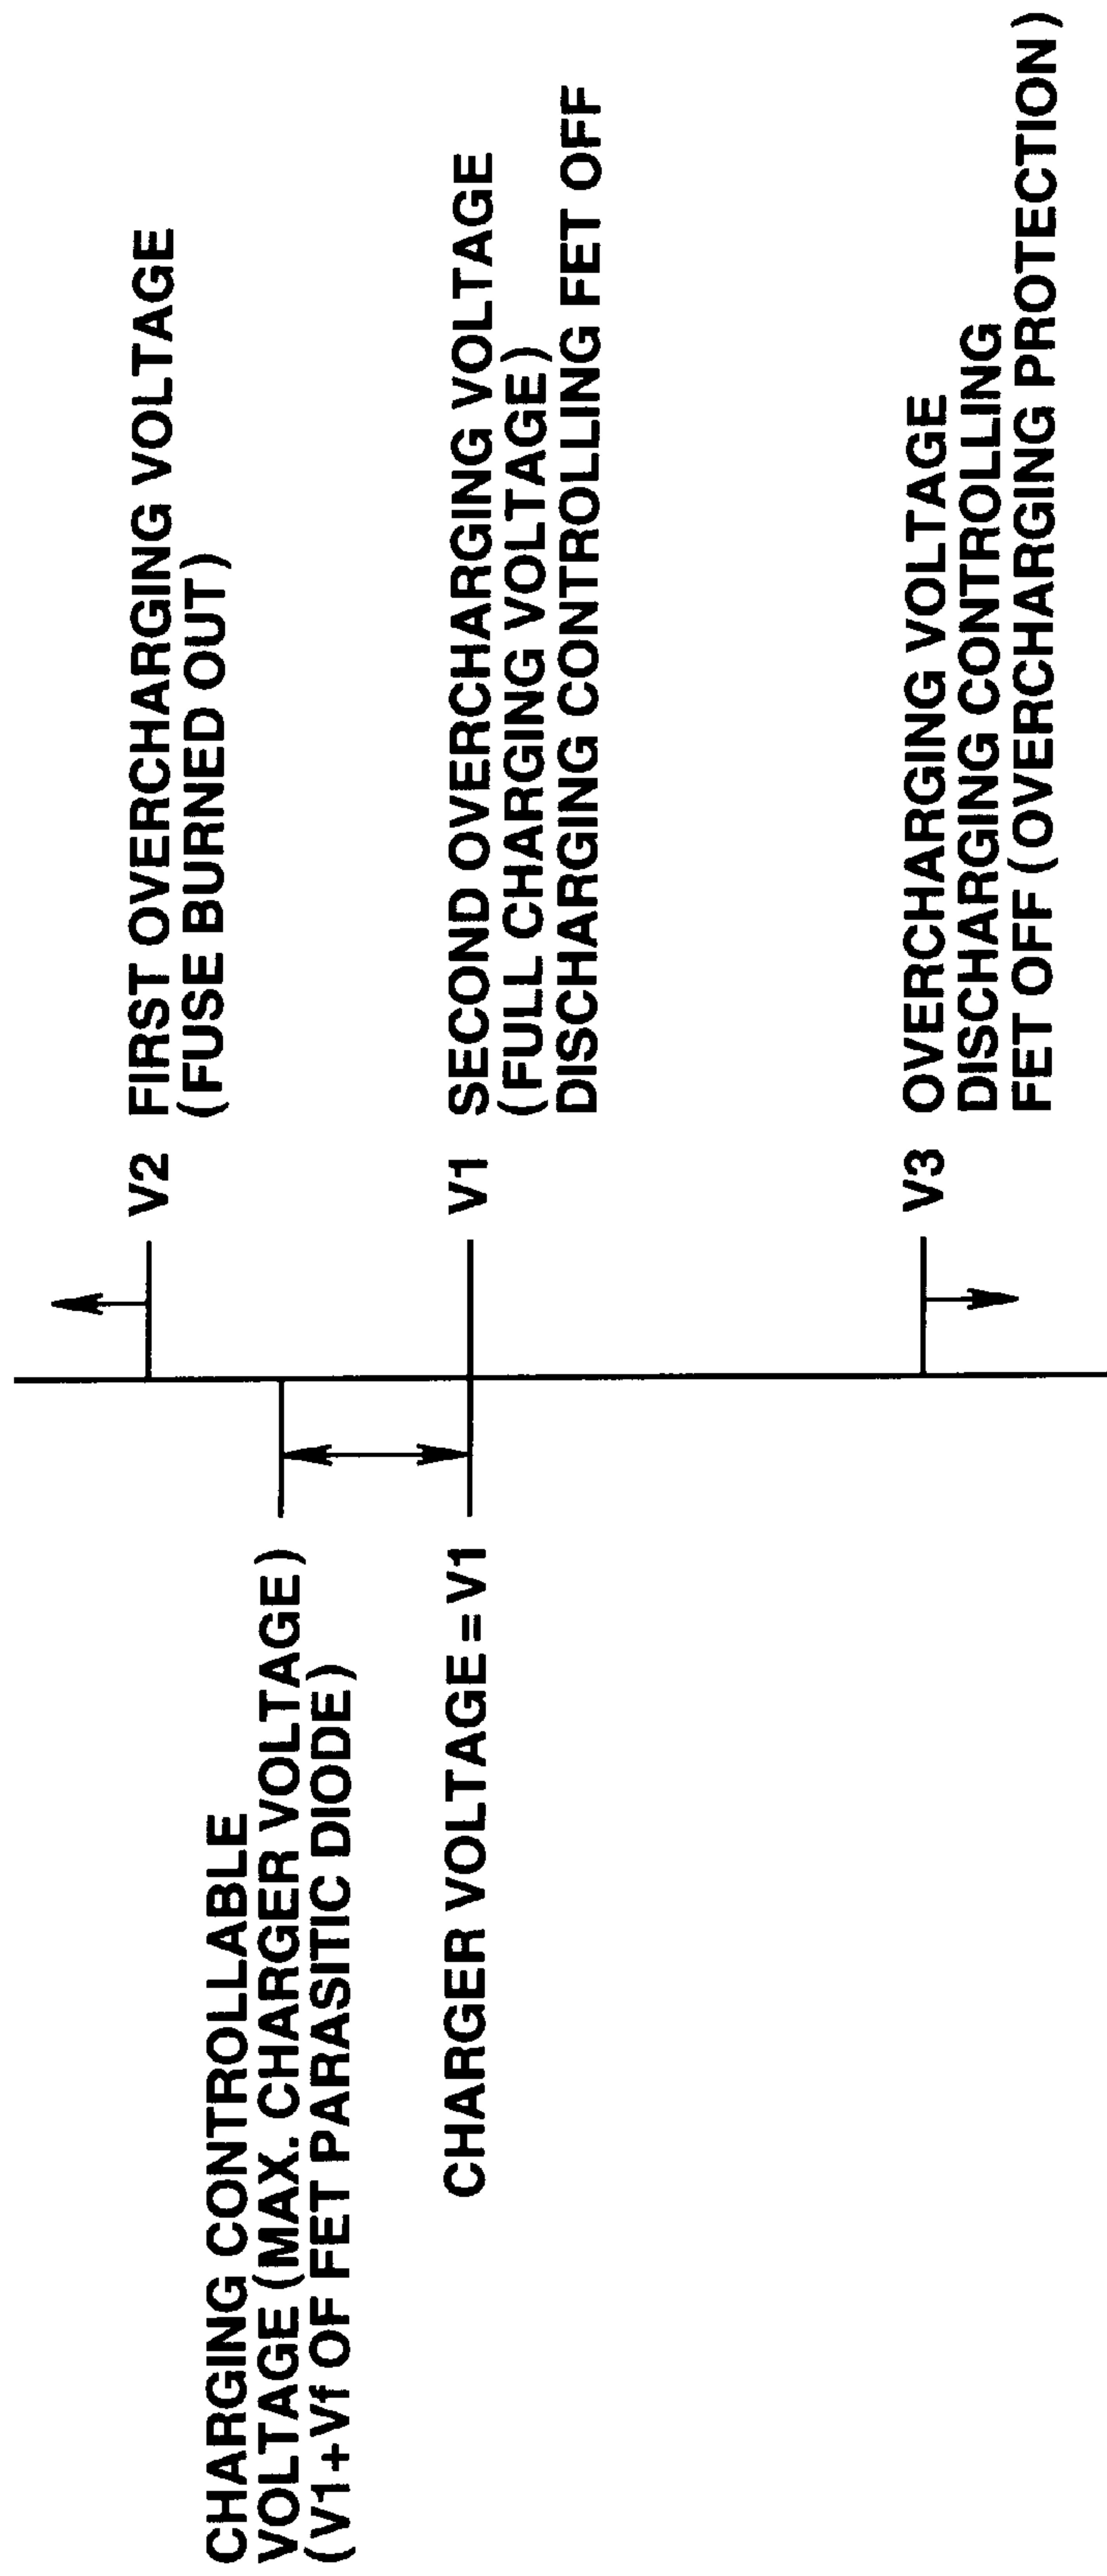 CHARGING CONTROLLABLE
VOLTAGE (MAX. CHARGER VOLTAGE)
(V1+Vf OF FET PARASITIC DIODE)
CHARGER VOLTAGE=V1
V2 FIRST OVERCHARGING VOLTAGE
(FUSE BURNED OUT)
V1 SECOND OVERCHARGING VOLTAGE
(FULL CHARGING VOLTAGE)
DISCHARGING CONTROLLING FET OFF
V3 OVERCHARGING VOLTAGE
DISCHARGING CONTROLLING
FET OFF (OVERCHARGING PROTECTION)